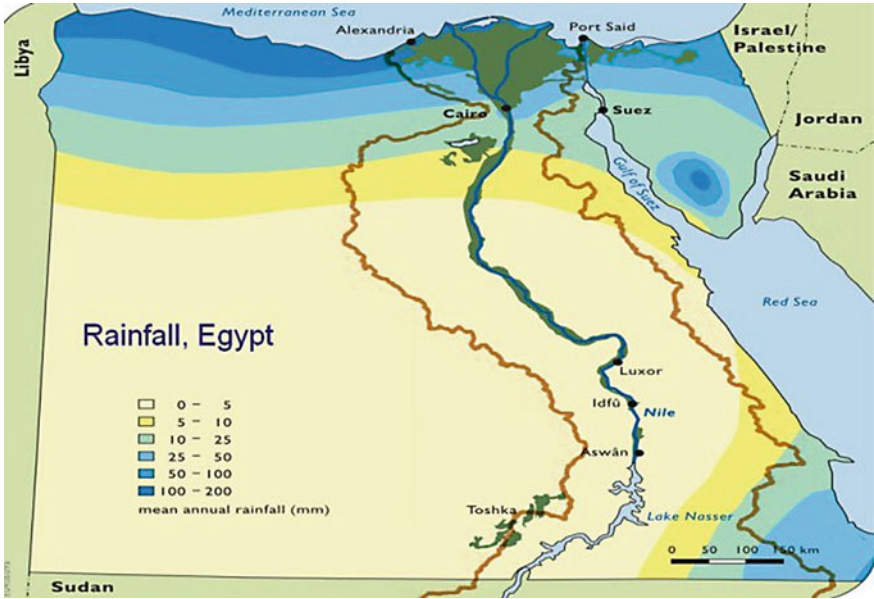 Mediterranean Sea
Alexandria
Port Said
Israel/
Palestine
Libya
Cairo
Suez
Jordan
Gulf of Suez
Saudi
Arabia
Red Sea
Rainfall, Egypt
Luxor
Idfû
Nile
Aswân
Toshka
Lake Nasser
0 – 5
5 – 10
10 – 25
25 – 50
50 – 100
100 – 200
mean annual rainfall (mm)
0 50 100 150 km
Sudan